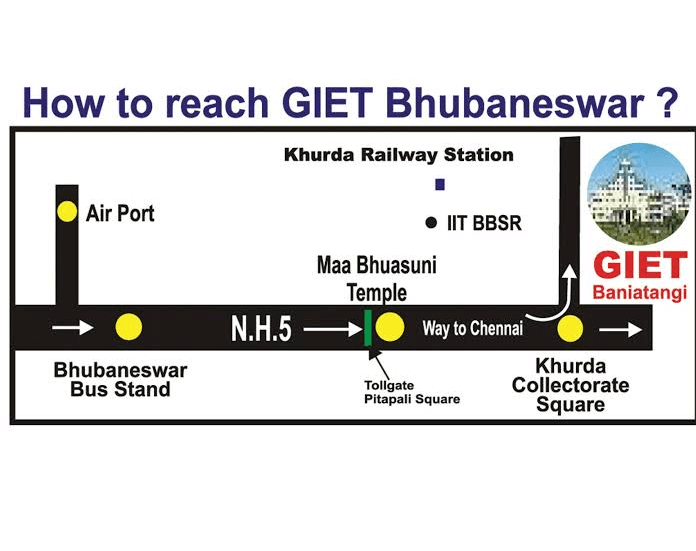 How to reach GIET Bhubaneswar ?
Khurda Railway Station
Air Port
IIT BBSR
Maa Bhuasuni
Temple
GIET
Baniatangi
N.H.5
Way to Chennai
Bhubaneswar
Bus Stand
Tollgate
Pitapali Square
Khurda
Collectorate
Square